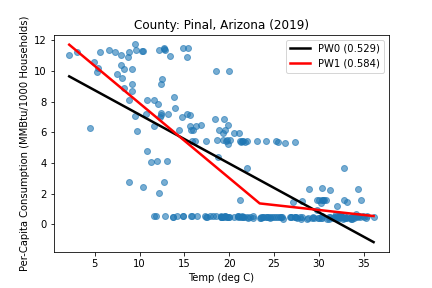 County: Pinal, Arizona (2019)
Per-Capita Consumption (MMBtu/1000 Households)
12
10
8
6
4
2
0
PW0 (0.529)
PW1 (0.584)
5 10 15 20 25 30 35
Temp (deg C)